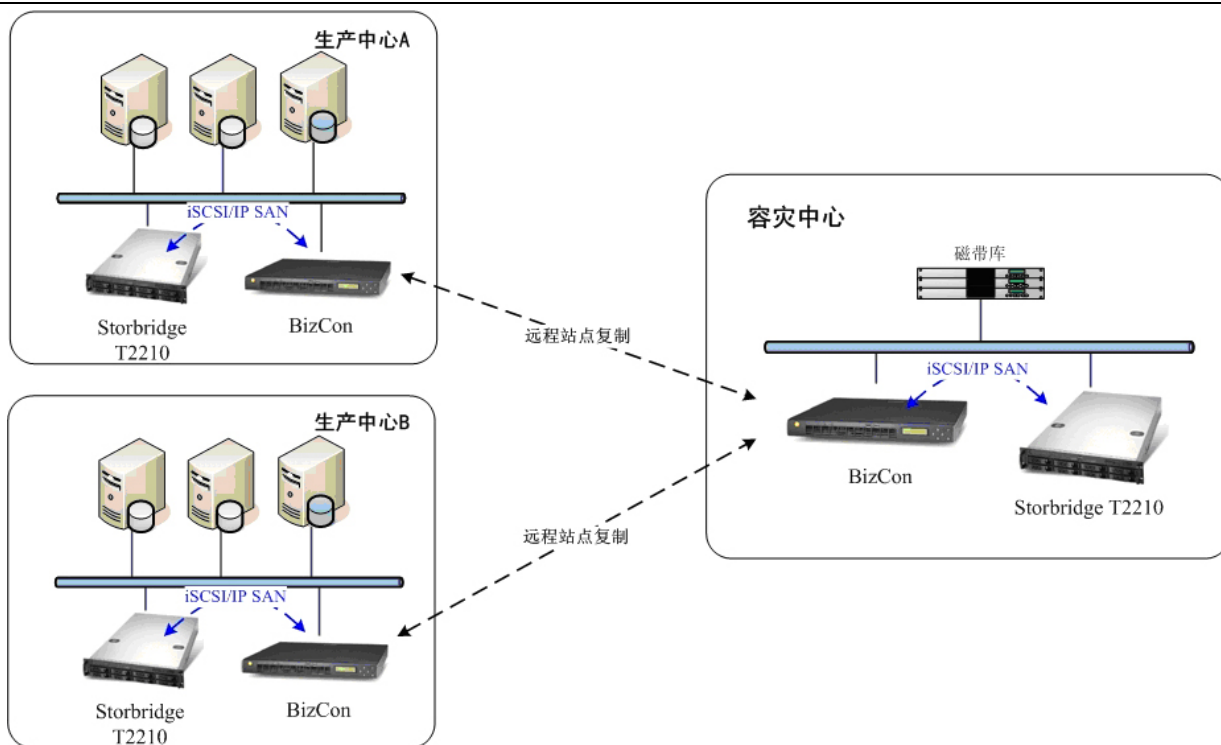 生产中心A
iSCSI/IP SAN
Storbridge
T2210
BizCon
远程站点复制
生产中心B
iSCSI/IP SAN
Storbridge
T2210
BizCon
远程站点复制
容灾中心
磁带库
iSCSI/IP SAN
BizCon
Storbridge T2210